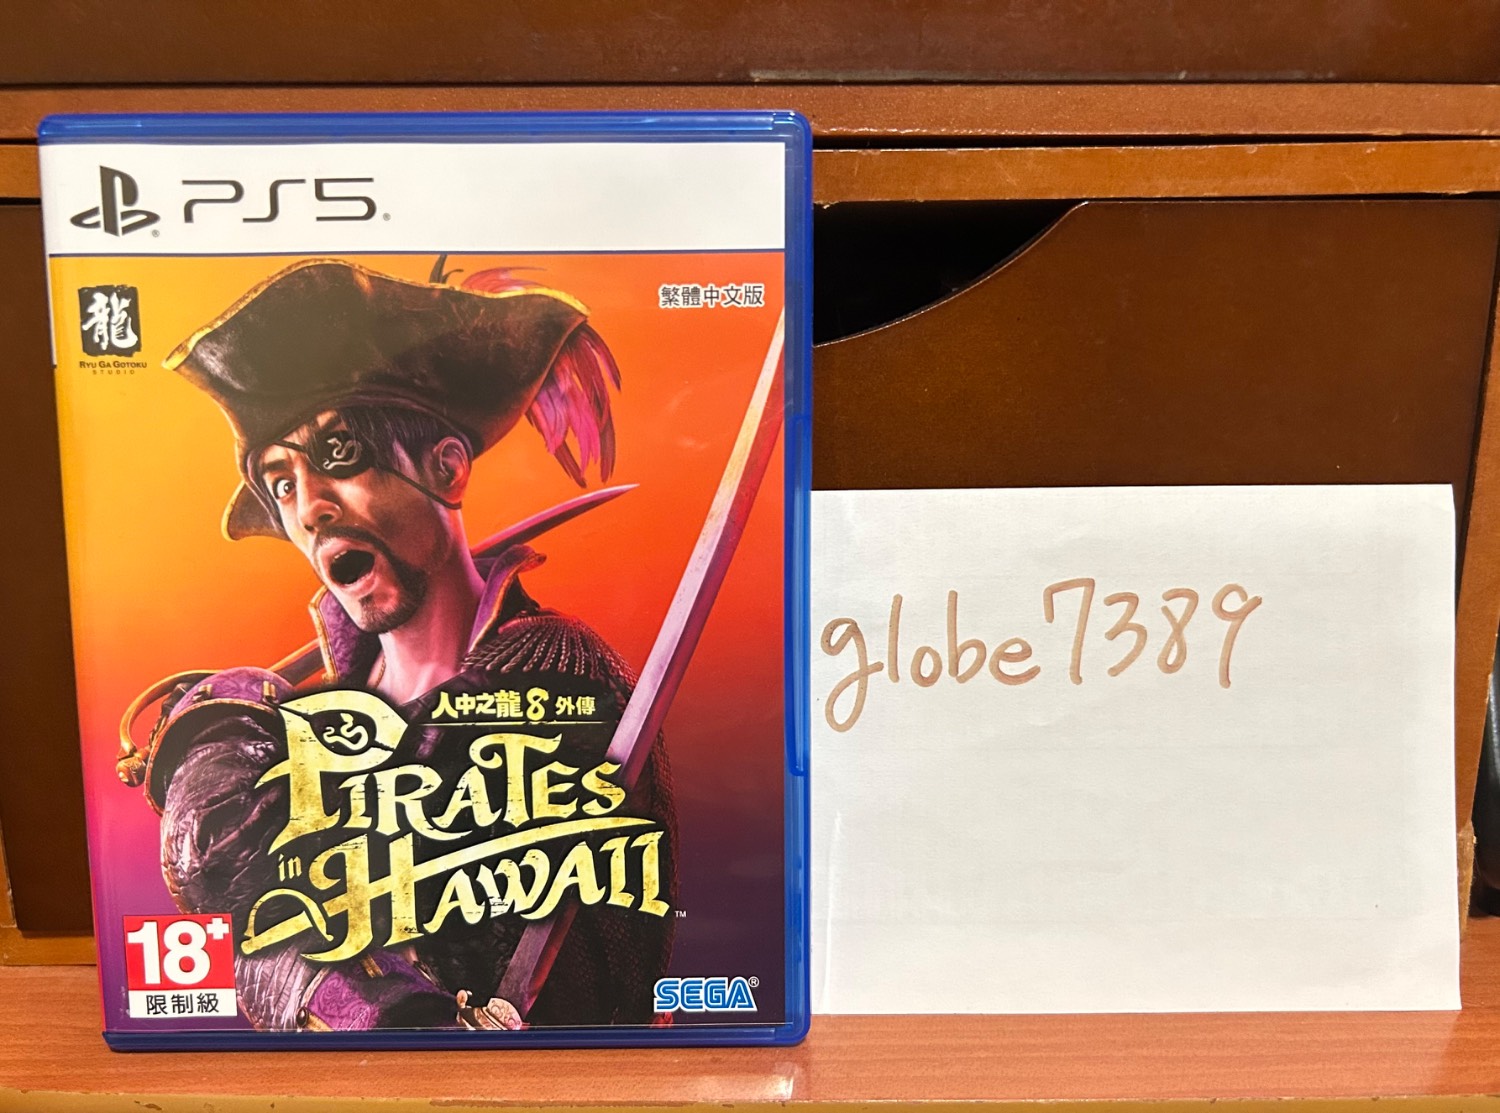 PS5
繁體中文版
龍
RYU GA GOTOKU
STUDIO
人中之龍8 外傳
PIRATES
in HAWAII™
18+
限制級
SEGA®
globe7389